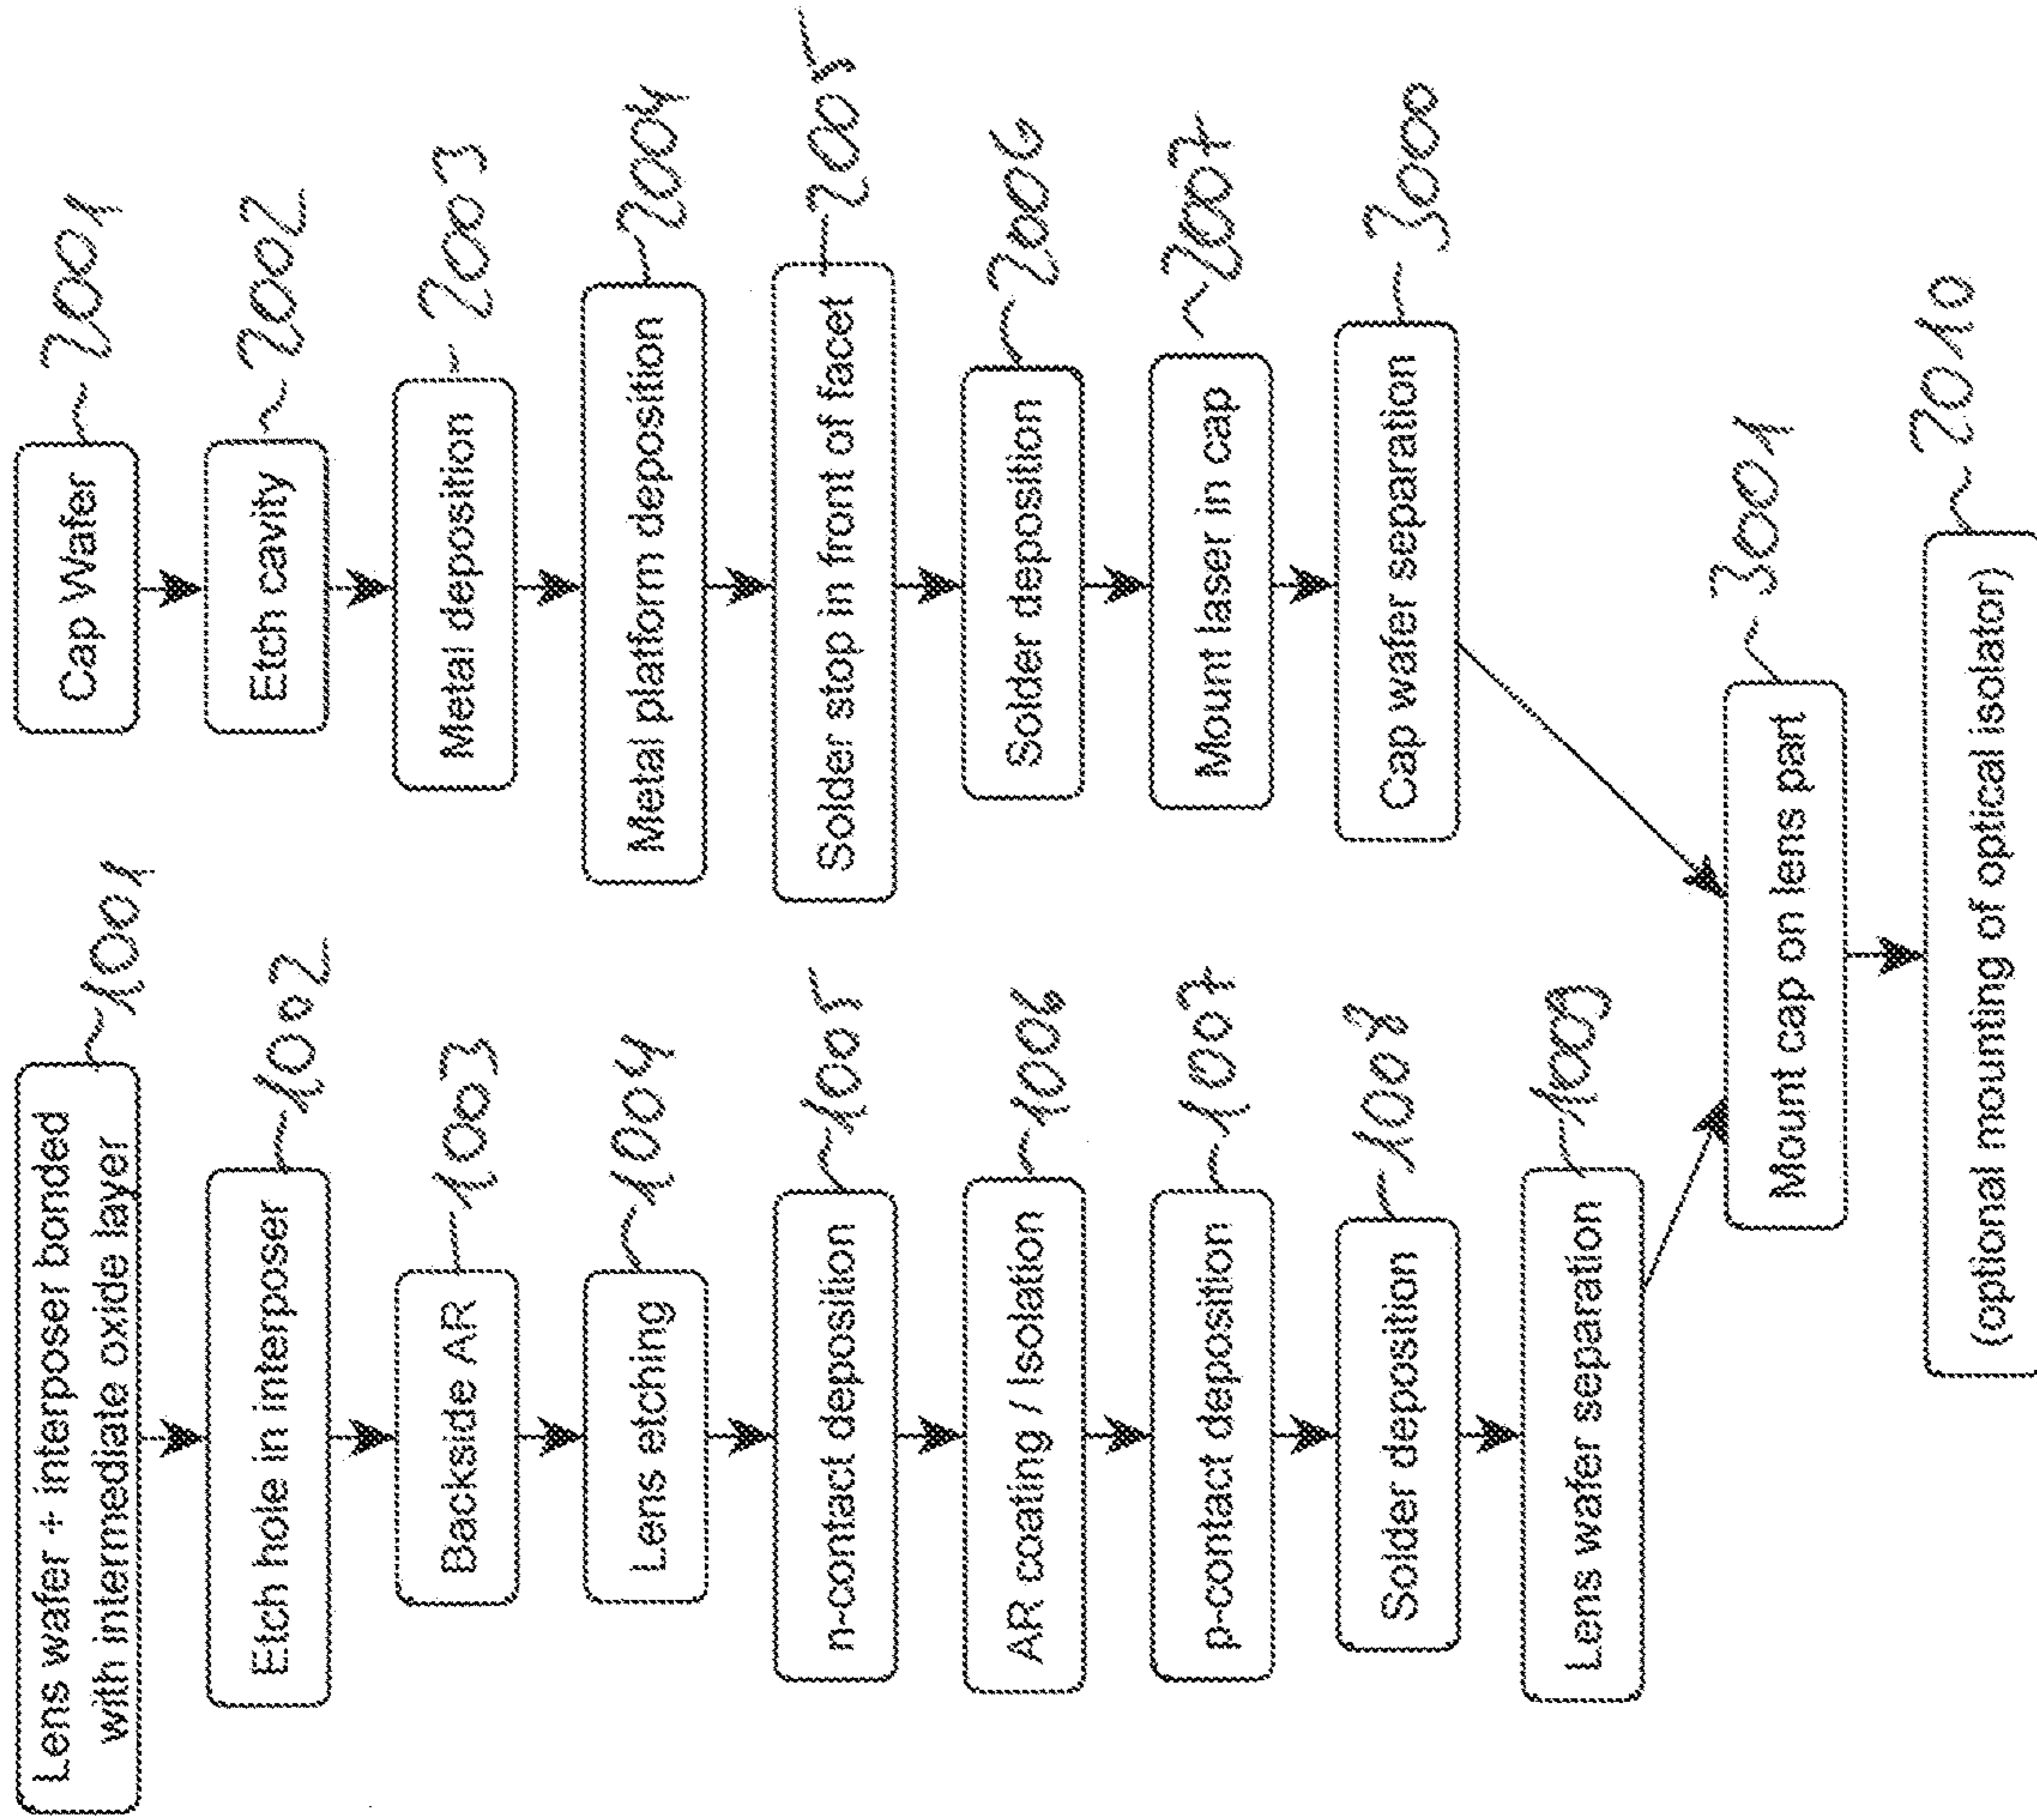 Lens wafer + interposer bonded
with intermediate oxide layer
1001
Etch hole in interposer
1002
Backside AR
1003
Lens etching
1004
n-contact deposition
1005
AR coating / Isolation
1006
p-contact deposition
1007
Solder deposition
1008
Lens wafer separation
1009
Cap Wafer
2001
Etch cavity
2002
Metal deposition
2003
Metal platform deposition
2004
Solder stop in front of facet
2005
Solder deposition
2006
Mount laser in cap
2007
Cap wafer separation
3000
Mount cap on lens part
3001
(optional mounting of optical isolator)
2010